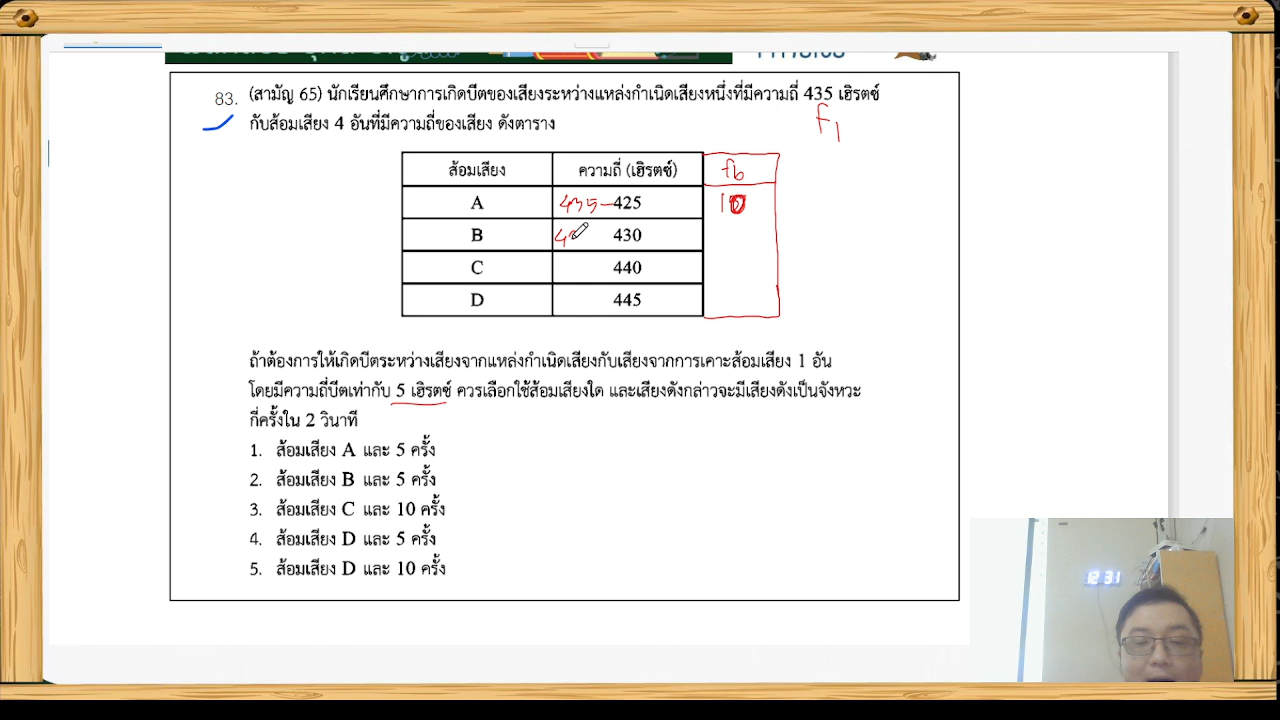 83. (สามัญ 65) นักเรียนศึกษาการเกิดบีตของเสียงระหว่างแหล่งกำเนิดเสียงหนึ่งที่มีความถี่ 435 เฮิรตซ์
f1
กับส้อมเสียง 4 อันที่มีความถี่ของเสียง ดังตาราง
ส้อมเสียง ความถี่ (เฮิรตซ์) fb
A 435-425 10
B 430
C 440
D 445
ถ้าต้องการให้เกิดบีตระหว่างเสียงจากแหล่งกำเนิดเสียงกับเสียงจากการเคาะส้อมเสียง 1 อัน
โดยมีความถี่บีตเท่ากับ 5 เฮิรตซ์ ควรเลือกใช้ส้อมเสียงใด และเสียงดังกล่าวจะมีเสียงดังเป็นจังหวะ
กี่ครั้งใน 2 วินาที
1. ส้อมเสียง A และ 5 ครั้ง
2. ส้อมเสียง B และ 5 ครั้ง
3. ส้อมเสียง C และ 10 ครั้ง
4. ส้อมเสียง D และ 5 ครั้ง
5. ส้อมเสียง D และ 10 ครั้ง
12:31